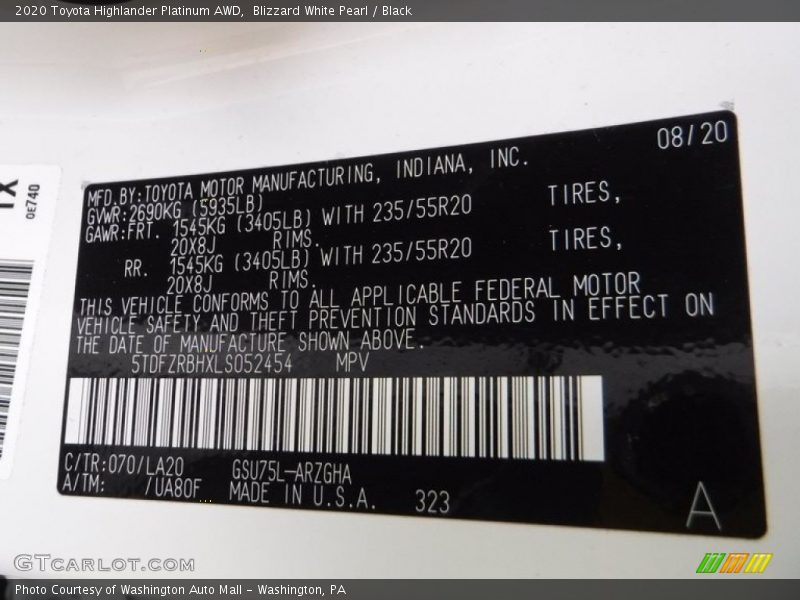 2020 Toyota Highlander Platinum AWD,  Blizzard White Pearl / Black
08/20
MFD.BY:TOYOTA MOTOR MANUFACTURING, INDIANA, INC.
GVWR:2690KG (5935LB)
GAWR:FRT. 1545KG (3405LB) WITH 235/55R20 TIRES,
20X8J RIMS.
RR. 1545KG (3405LB) WITH 235/55R20 TIRES,
20X8J RIMS.
THIS VEHICLE CONFORMS TO ALL APPLICABLE FEDERAL MOTOR
VEHICLE SAFETY AND THEFT PREVENTION STANDARDS IN EFFECT ON
THE DATE OF MANUFACTURE SHOWN ABOVE.
5TDFZRBHXLS052454 MPV
C/TR:070/LA20 GSU75L-ARZGHA
A/TM: /UA80F MADE IN U.S.A. 323
A
0E740
GTCARLOT.COM
Photo Courtesy of Washington Auto Mall - Washington, PA